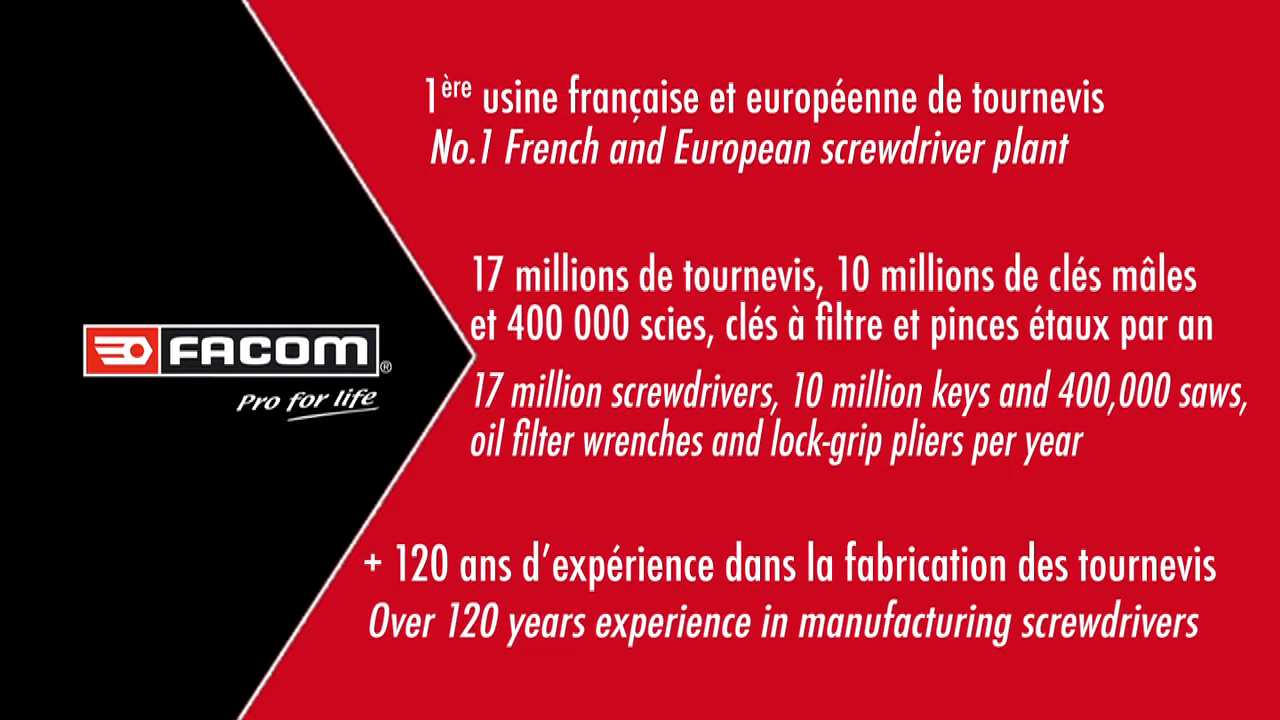 1ère usine française et européenne de tournevis
No.1 French and European screwdriver plant
17 millions de tournevis, 10 millions de clés mâles
et 400 000 scies, clés à filtre et pinces étaux par an
FACOM®
Pro for life
17 million screwdrivers, 10 million keys and 400,000 saws,
oil filter wrenches and lock-grip pliers per year
+ 120 ans d’expérience dans la fabrication des tournevis
Over 120 years experience in manufacturing screwdrivers